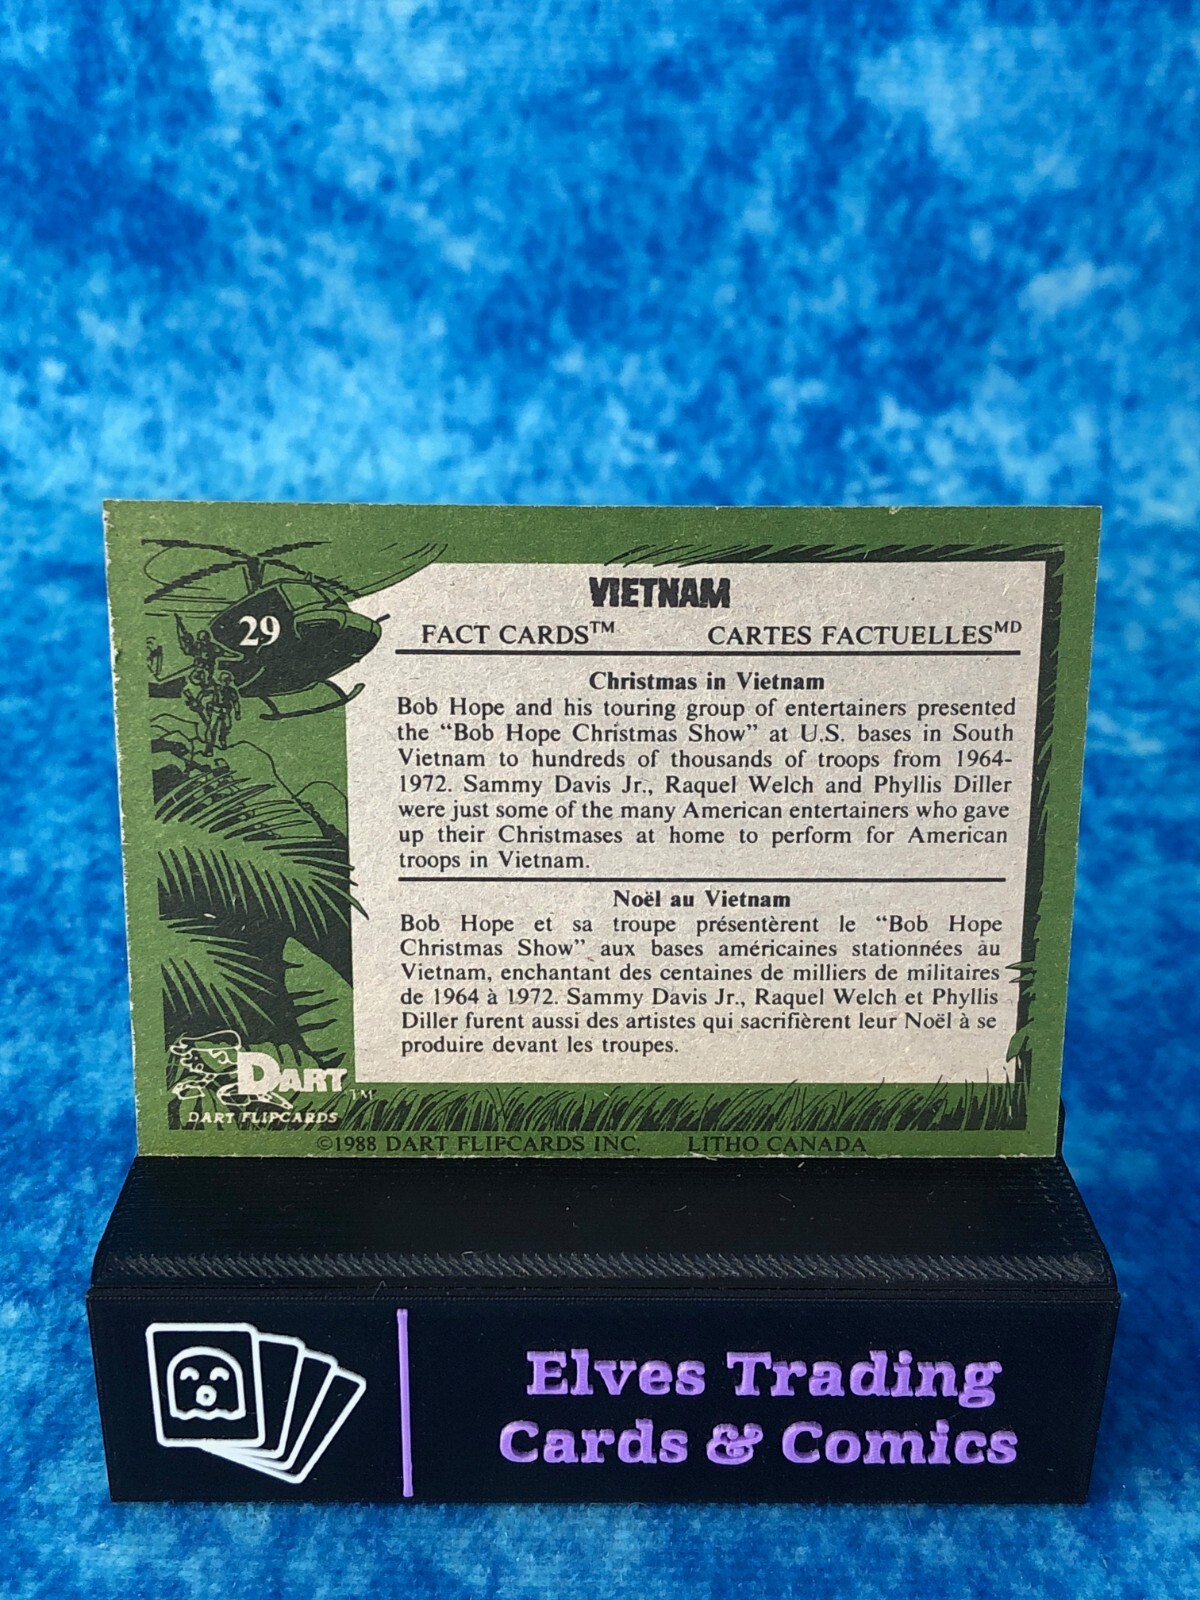 29
VIETNAM
FACT CARDS™ CARTES FACTUELLESMD
Christmas in Vietnam
Bob Hope and his touring group of entertainers presented
the “Bob Hope Christmas Show” at U.S. bases in South
Vietnam to hundreds of thousands of troops from 1964-
1972. Sammy Davis Jr., Raquel Welch and Phyllis Diller
were just some of the many American entertainers who gave
up their Christmases at home to perform for American
troops in Vietnam.
Noël au Vietnam
Bob Hope et sa troupe présentèrent le “Bob Hope
Christmas Show” aux bases américaines stationnées au
Vietnam, enchantant des centaines de milliers de militaires
de 1964 à 1972. Sammy Davis Jr., Raquel Welch et Phyllis
Diller furent aussi des artistes qui sacrifièrent leur Noël à se
produire devant les troupes.
DART™
DART FLIPCARDS
©1988 DART FLIPCARDS INC. LITHO CANADA
Elves Trading
Cards & Comics